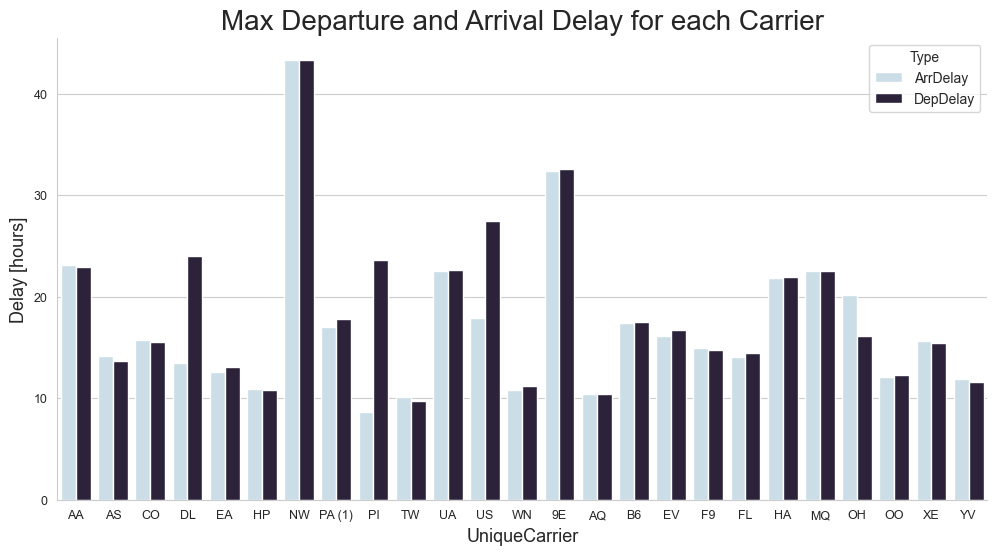 Max Departure and Arrival Delay for each Carrier
Type
ArrDelay
DepDelay
Delay [hours]
40
30
20
10
0
AA AS CO DL EA HP NW PA (1) PI TW UA US WN 9E AQ B6 EV F9 FL HA MQ OH OO XE YV
UniqueCarrier